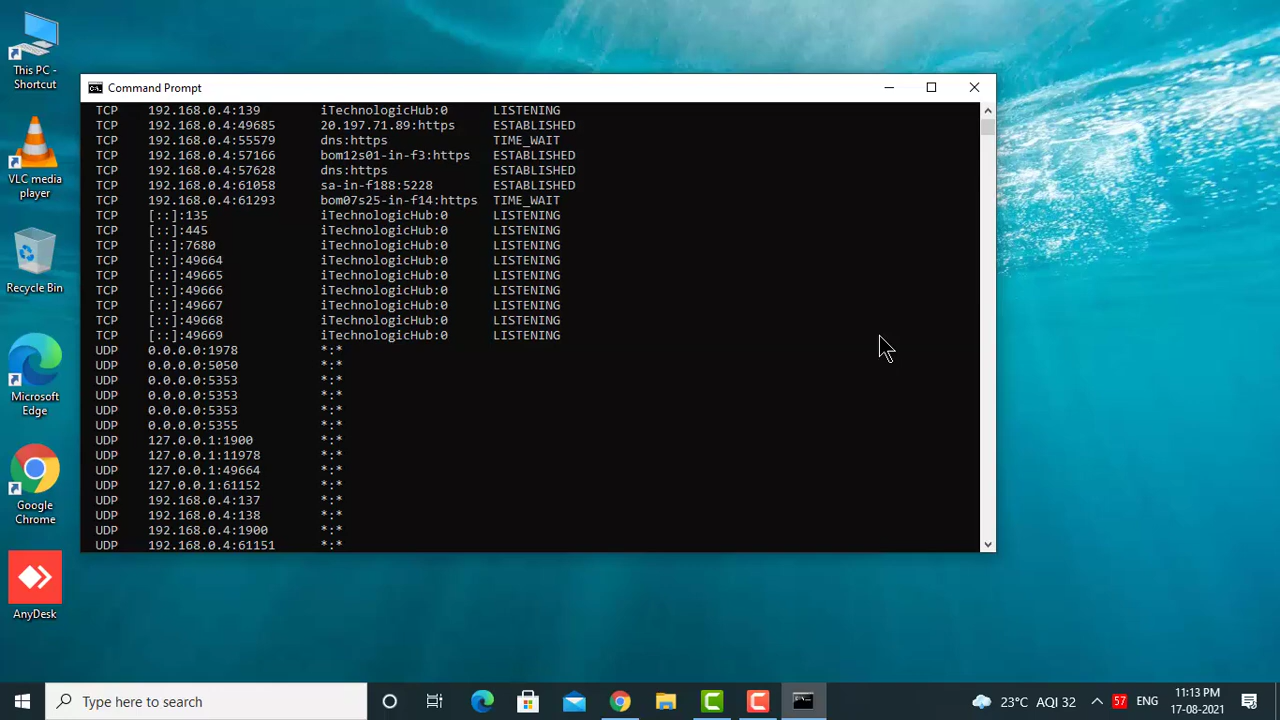 This PC -
Shortcut
VLC media
player
Recycle Bin
Microsoft
Edge
Google
Chrome
AnyDesk
Command Prompt
TCP 192.168.0.4:139 iTechnologicHub:0 LISTENING
TCP 192.168.0.4:49685 20.197.71.89:https ESTABLISHED
TCP 192.168.0.4:55579 dns:https TIME_WAIT
TCP 192.168.0.4:57166 bom12s01-in-f3:https ESTABLISHED
TCP 192.168.0.4:57628 dns:https ESTABLISHED
TCP 192.168.0.4:61058 sa-in-f188:5228 ESTABLISHED
TCP 192.168.0.4:61293 bom07s25-in-f14:https TIME_WAIT
TCP [::]:135 iTechnologicHub:0 LISTENING
TCP [::]:445 iTechnologicHub:0 LISTENING
TCP [::]:7680 iTechnologicHub:0 LISTENING
TCP [::]:49664 iTechnologicHub:0 LISTENING
TCP [::]:49665 iTechnologicHub:0 LISTENING
TCP [::]:49666 iTechnologicHub:0 LISTENING
TCP [::]:49667 iTechnologicHub:0 LISTENING
TCP [::]:49668 iTechnologicHub:0 LISTENING
TCP [::]:49669 iTechnologicHub:0 LISTENING
UDP 0.0.0.0:1978 *:*
UDP 0.0.0.0:5050 *:*
UDP 0.0.0.0:5353 *:*
UDP 0.0.0.0:5353 *:*
UDP 0.0.0.0:5353 *:*
UDP 0.0.0.0:5355 *:*
UDP 127.0.0.1:1900 *:*
UDP 127.0.0.1:11978 *:*
UDP 127.0.0.1:49664 *:*
UDP 127.0.0.1:61152 *:*
UDP 192.168.0.4:137 *:*
UDP 192.168.0.4:138 *:*
UDP 192.168.0.4:1900 *:*
UDP 192.168.0.4:61151 *:*
Type here to search
23°C AQI 32
57
ENG
11:13 PM
17-08-2021